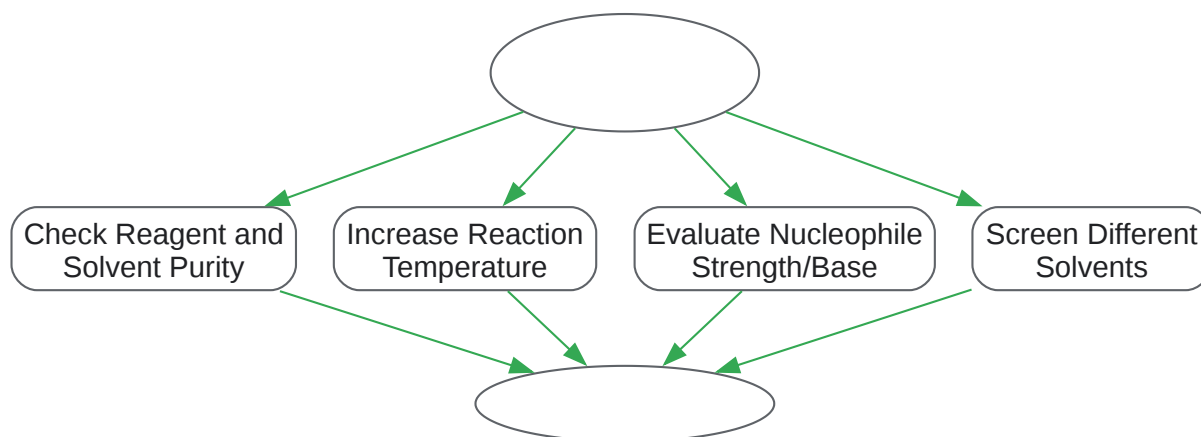 Check Reagent and
Solvent Purity
Increase Reaction
Temperature
Evaluate Nucleophile
Strength/Base
Screen Different
Solvents